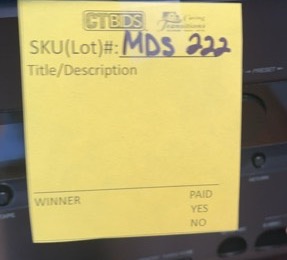 CTBIDS Caring Transitions
SKU(Lot)#: MDS 222
Title/Description
WINNER PAID
YES
NO